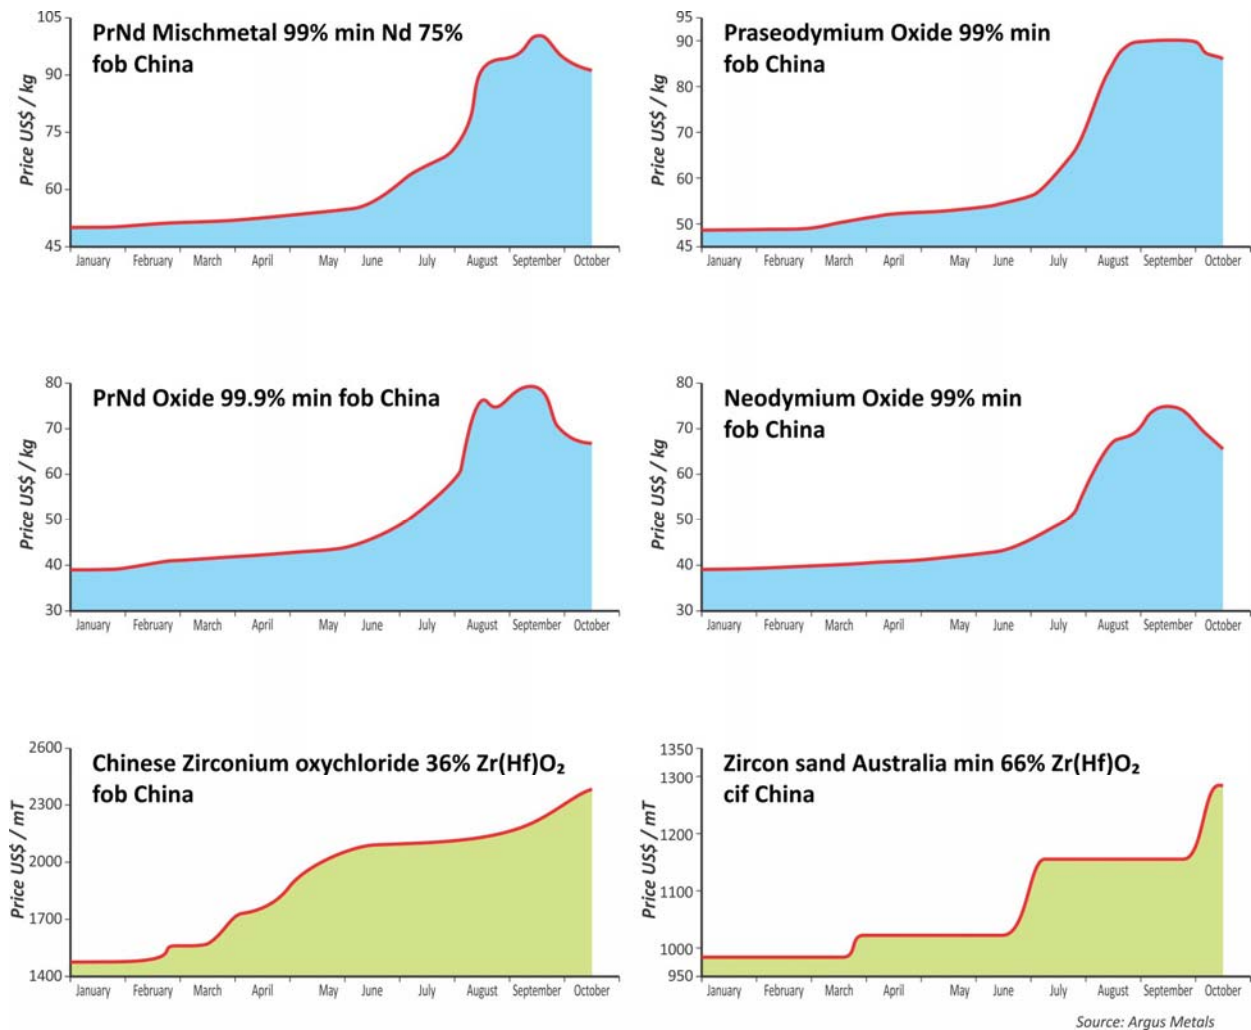 PrNd Mischmetal 99% min Nd 75%
fob China
Price US$ / kg
105
90
75
60
45
January February March April May June July August September October
Praseodymium Oxide 99% min
fob China
Price US$ / kg
95
90
80
70
60
50
45
January February March April May June July August September October
PrNd Oxide 99.9% min fob China
Price US$ / kg
80
70
60
50
40
30
January February March April May June July August September October
Neodymium Oxide 99% min
fob China
Price US$ / kg
80
70
60
50
40
30
January February March April May June July August September October
Chinese Zirconium oxychloride 36% Zr(Hf)O₂
fob China
Price US$ / mT
2600
2300
2000
1700
1400
January February March April May June July August September October
Zircon sand Australia min 66% Zr(Hf)O₂
cif China
Price US$ / mT
1350
1300
1200
1100
1000
950
January February March April May June July August September October
Source: Argus Metals